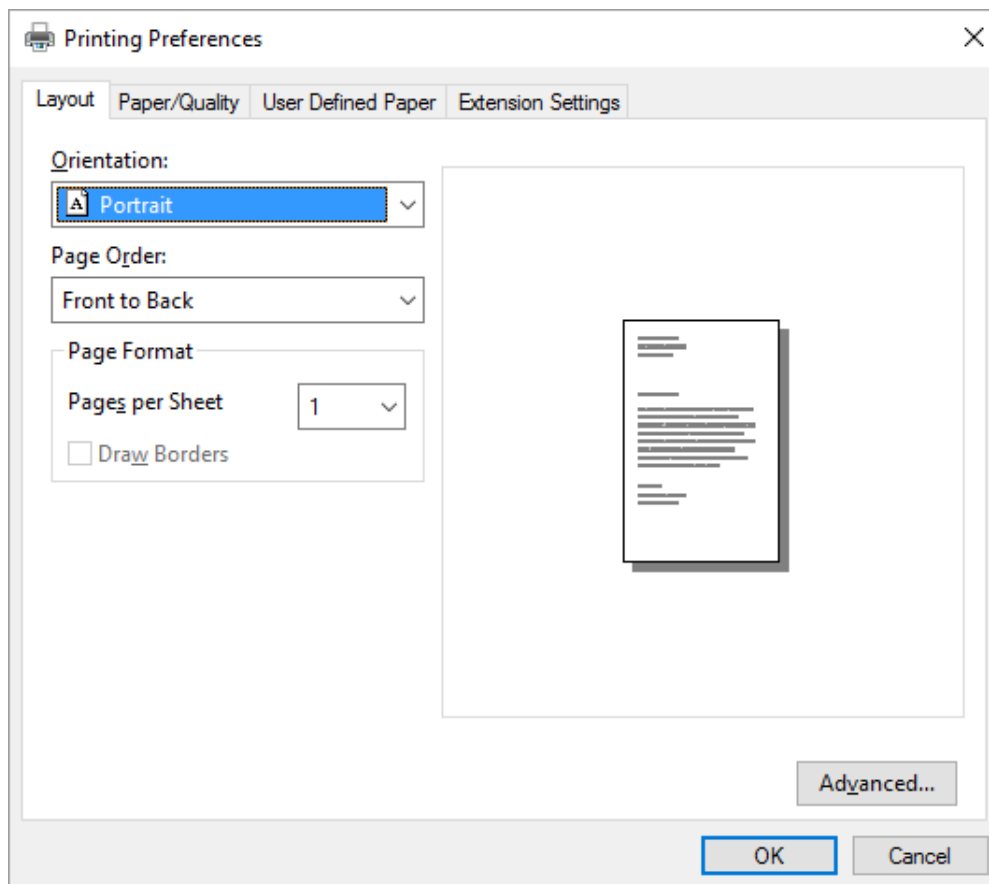 Printing Preferences
Layout Paper/Quality User Defined Paper Extension Settings
Orientation:
A Portrait
Page Order:
Front to Back
Page Format
Pages per Sheet 1
Draw Borders
Advanced...
OK Cancel